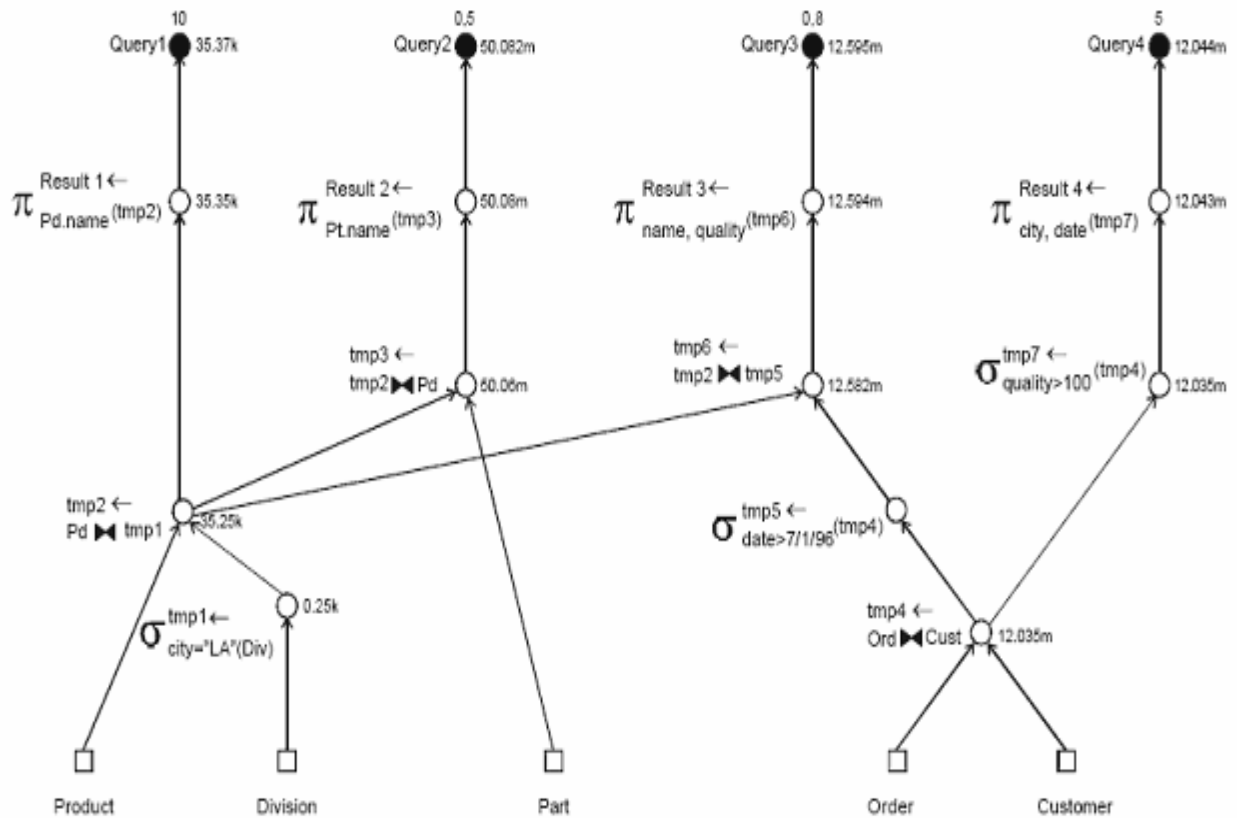 10 0,5 0,8 5
Query1 35.37k Query2 50.082m Query3 12.595m Query4 12.044m
Result 1 ←
π Pd.name(tmp2) 35.35k
Result 2 ←
π Pt.name(tmp3) 50.08m
Result 3 ←
π name, quality(tmp6) 12.594m
Result 4 ←
π city, date(tmp7) 12.043m
tmp3 ←
tmp2 ⧓ Pd 50.06m
tmp6 ←
tmp2 ⧓ tmp5 12.582m
tmp7 ←
σ quality>100(tmp4) 12.035m
tmp2 ←
Pd ⧓ tmp1 35.25k
tmp5 ←
σ date>7/1/96(tmp4)
tmp1 ←
σ city="LA"(Div) 0.25k
tmp4 ←
Ord ⧓ Cust 12.035m
Product Division Part Order Customer